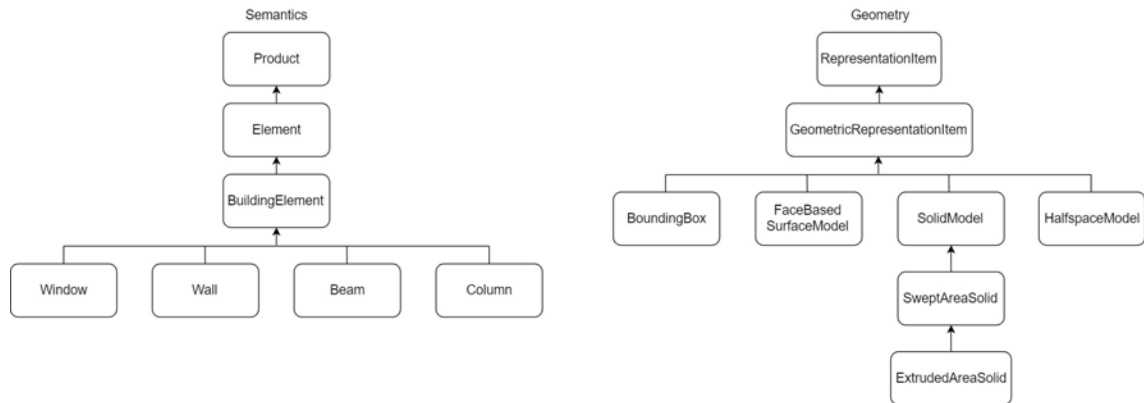 Semantics
Product
Element
BuildingElement
Window
Wall
Beam
Column
Geometry
RepresentationItem
GeometricRepresentationItem
BoundingBox
FaceBased
SurfaceModel
SolidModel
HalfspaceModel
SweptAreaSolid
ExtrudedAreaSolid